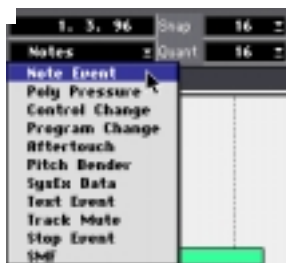 1. 3. 96 Snap 16
Notes Quant 16
Note Event
Poly Pressure
Control Change
Program Change
Aftertouch
Pitch Bender
SysEx Data
Text Event
Track Mute
Stop Event
SMF